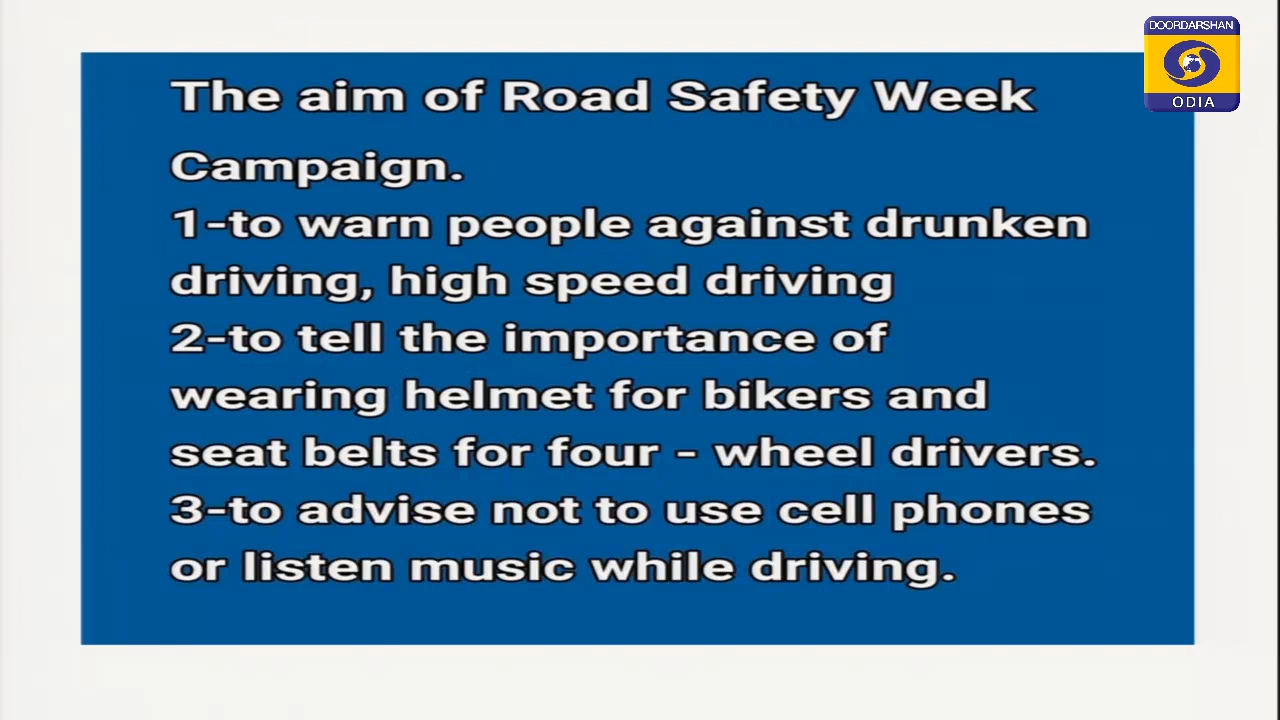 DOORDARSHAN
ODIA
The aim of Road Safety Week
Campaign.
1-to warn people against drunken
driving, high speed driving
2-to tell the importance of
wearing helmet for bikers and
seat belts for four - wheel drivers.
3-to advise not to use cell phones
or listen music while driving.